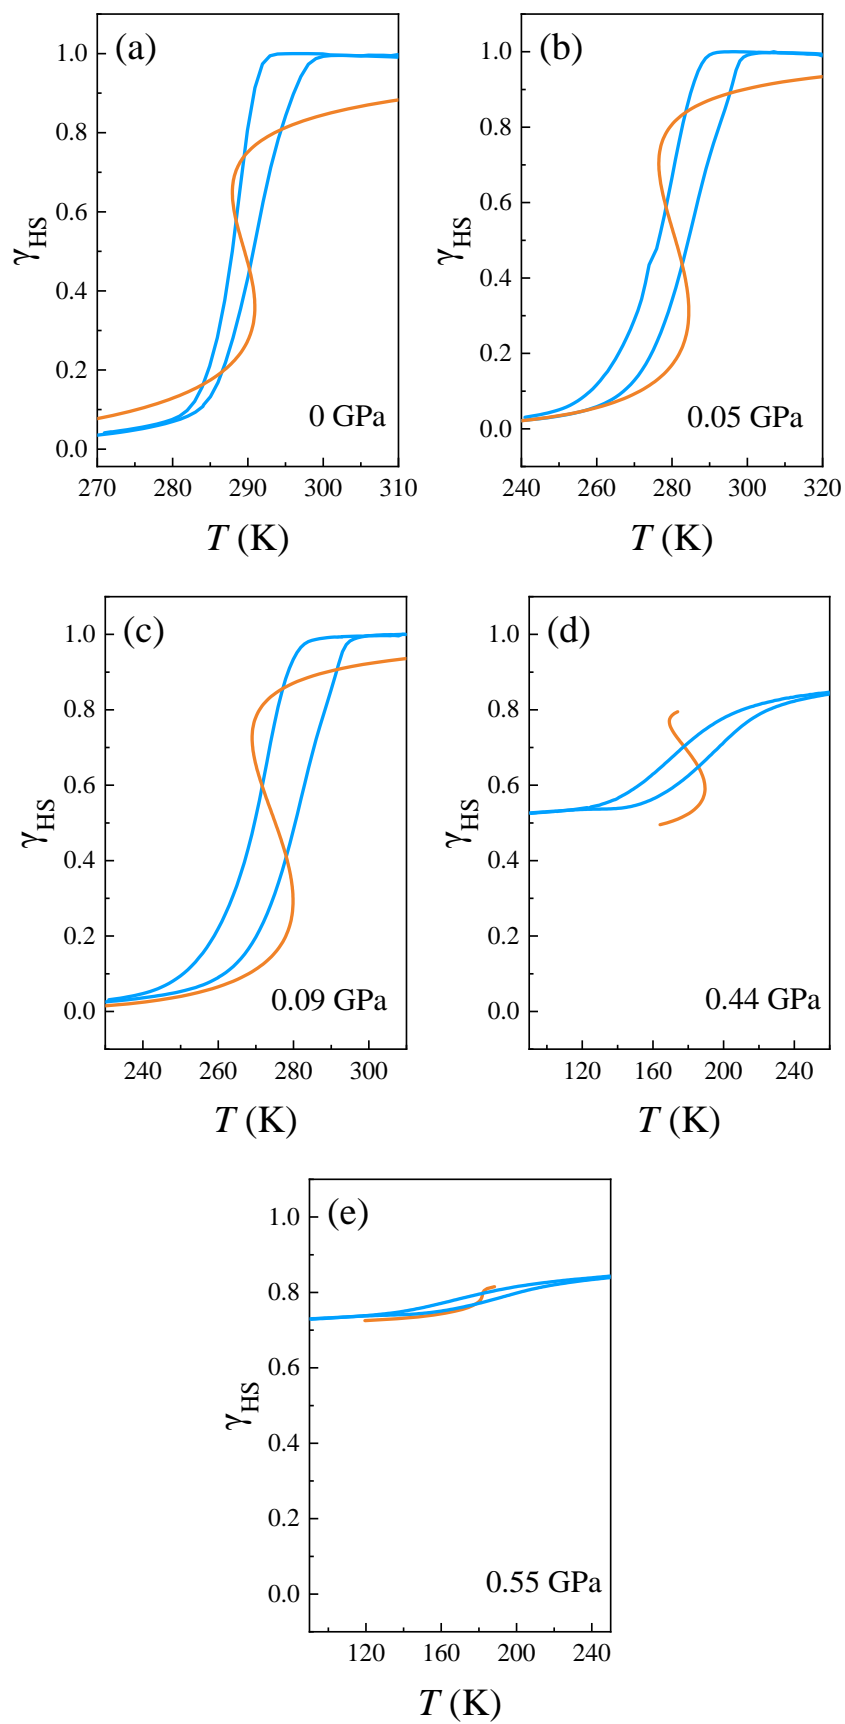 (a)
1.0
0.8
0.6
0.4
0.2
0.0
γHS
0 GPa
270 280 290 300 310
T (K)
(b)
1.0
0.8
0.6
0.4
0.2
0.0
γHS
0.05 GPa
240 260 280 300 320
T (K)
(c)
1.0
0.8
0.6
0.4
0.2
0.0
γHS
0.09 GPa
240 260 280 300
T (K)
(d)
1.0
0.8
0.6
0.4
0.2
0.0
γHS
0.44 GPa
120 160 200 240
T (K)
(e)
1.0
0.8
0.6
0.4
0.2
0.0
γHS
0.55 GPa
120 160 200 240
T (K)